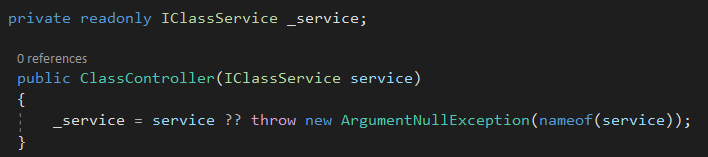 private readonly IClassService _service;
0 references
public ClassController(IClassService service)
{
_service = service ?? throw new ArgumentNullException(nameof(service));
}